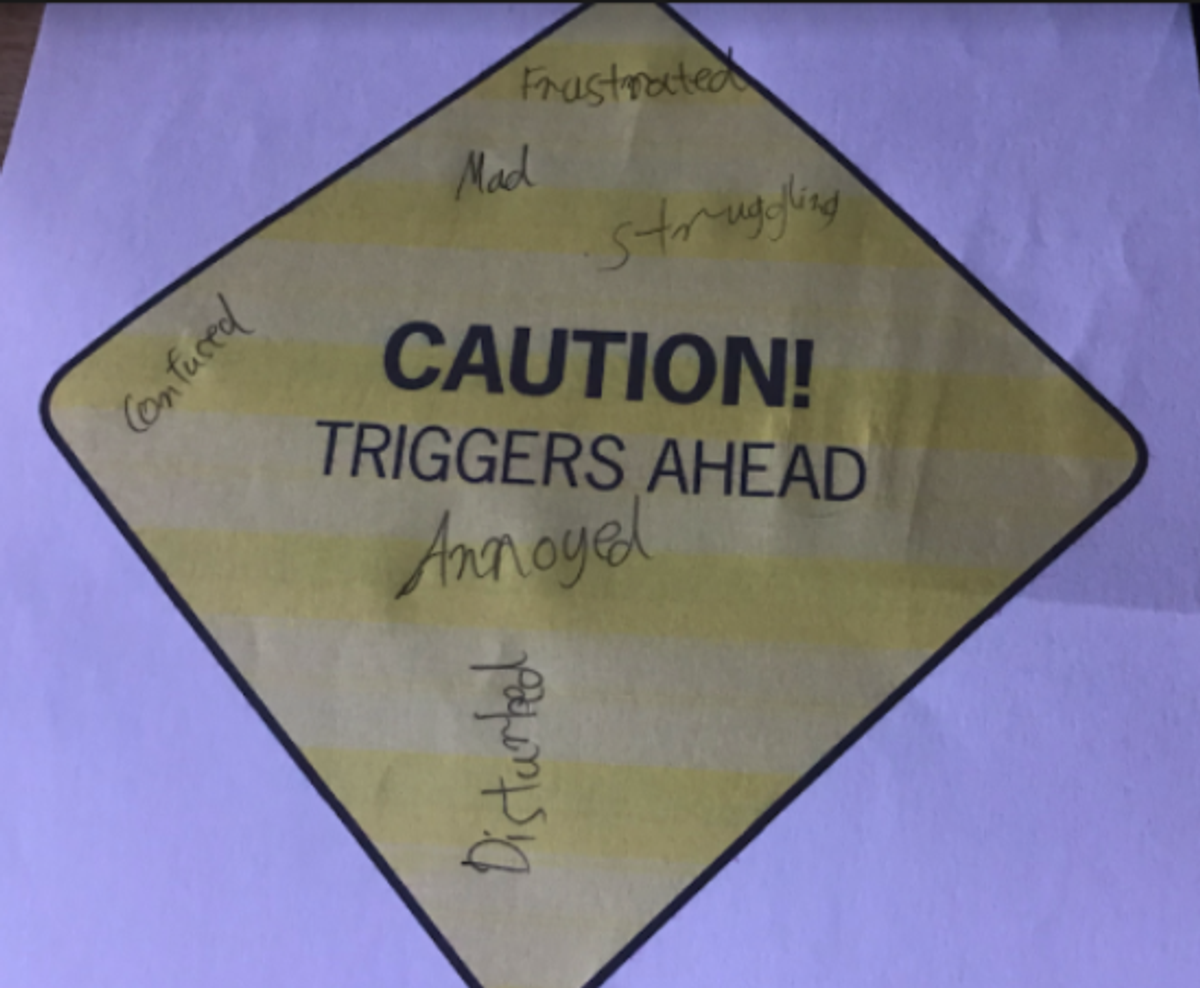 Frustrated
Mad
Struggling
Confused
CAUTION!
TRIGGERS AHEAD
Annoyed
Disturbed